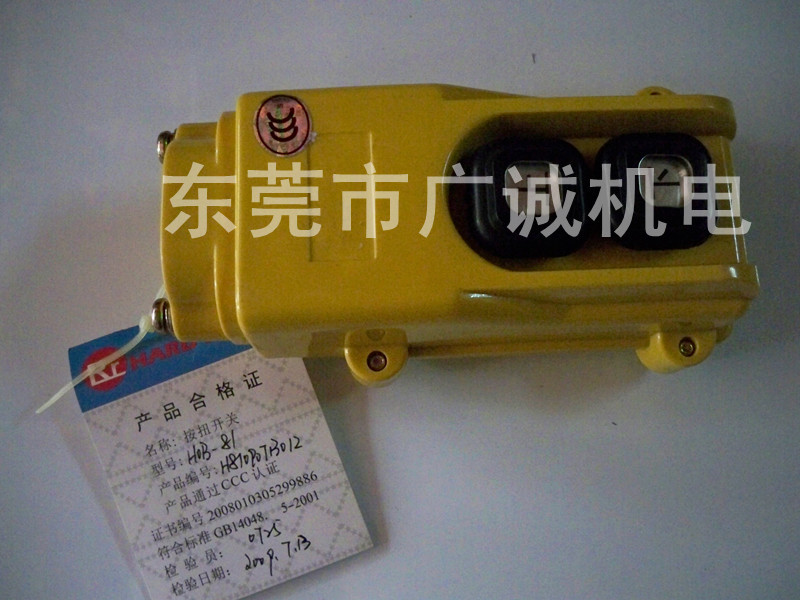 东莞市广诚机电
上
下
产品合格证
名称：按扭开关
型号：HOB-81
产品编号：
产品通过CCC认证
证书编号2008010305299886
符合标准GB14048．5-2001
检 验 员：0725
检验日期：2009.7.13